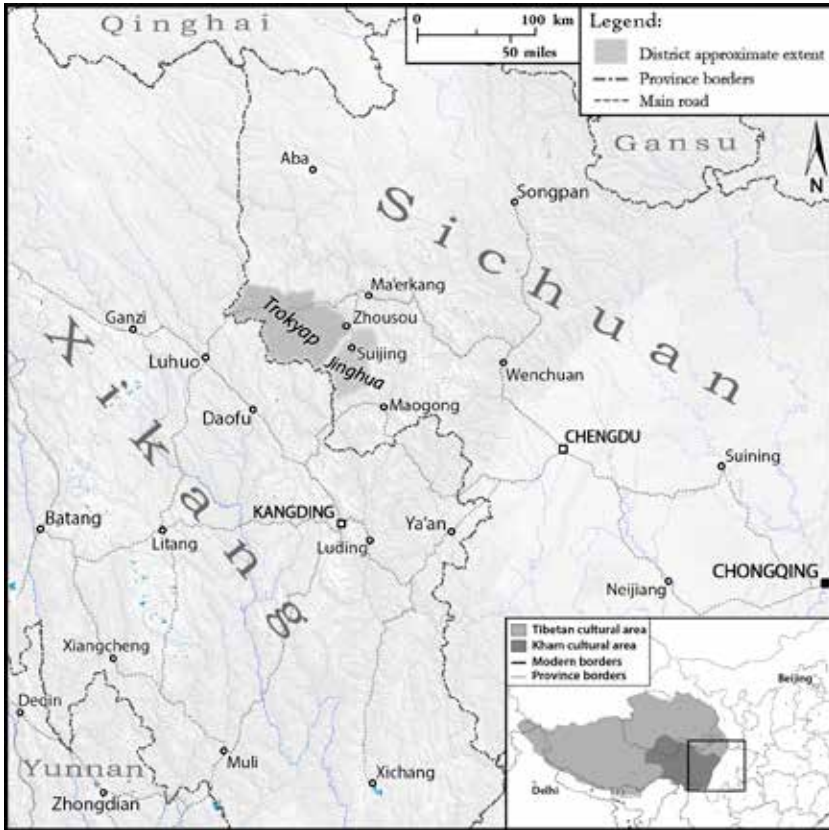 Qinghai
0 100 km
50 miles
Legend:
District approximate extent
Province borders
Main road
Gansu
N
Aba
Songpan
Sichuan
Ma'erkang
Trokyap
Zhousou
Ganzi
Suijing
Luhuo
Jinghua
Wenchuan
Xikang
Daofu
Maogong
CHENGDU
Suining
KANGDING
Ya'an
Batang
Litang
Luding
CHONGQING
Neijiang
Xiangcheng
Deqin
Muli
Yunnan
Zhongdian
Xichang
Tibetan cultural area
Kham cultural area
Modern borders
Province borders
Beijing
Delhi